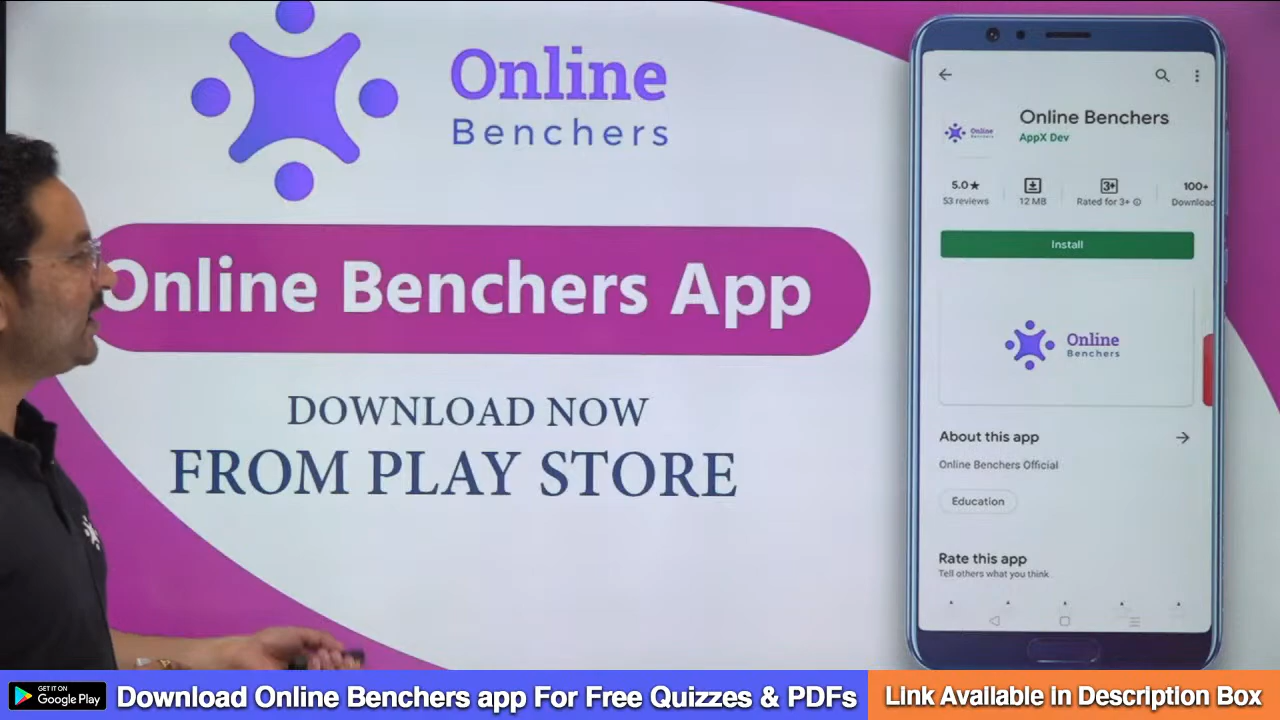 Online
Benchers
Online Benchers App
DOWNLOAD NOW
FROM PLAY STORE
Online
Benchers
Online Benchers
AppX Dev
5.0★
53 reviews
12 MB
3+
Rated for 3+
100+
Download
Install
Online
Benchers
About this app
Online Benchers Official
Education
Rate this app
Tell others what you think
GET IT ON
Google Play
Download Online Benchers app For Free Quizzes & PDFs
Link Available In Description Box